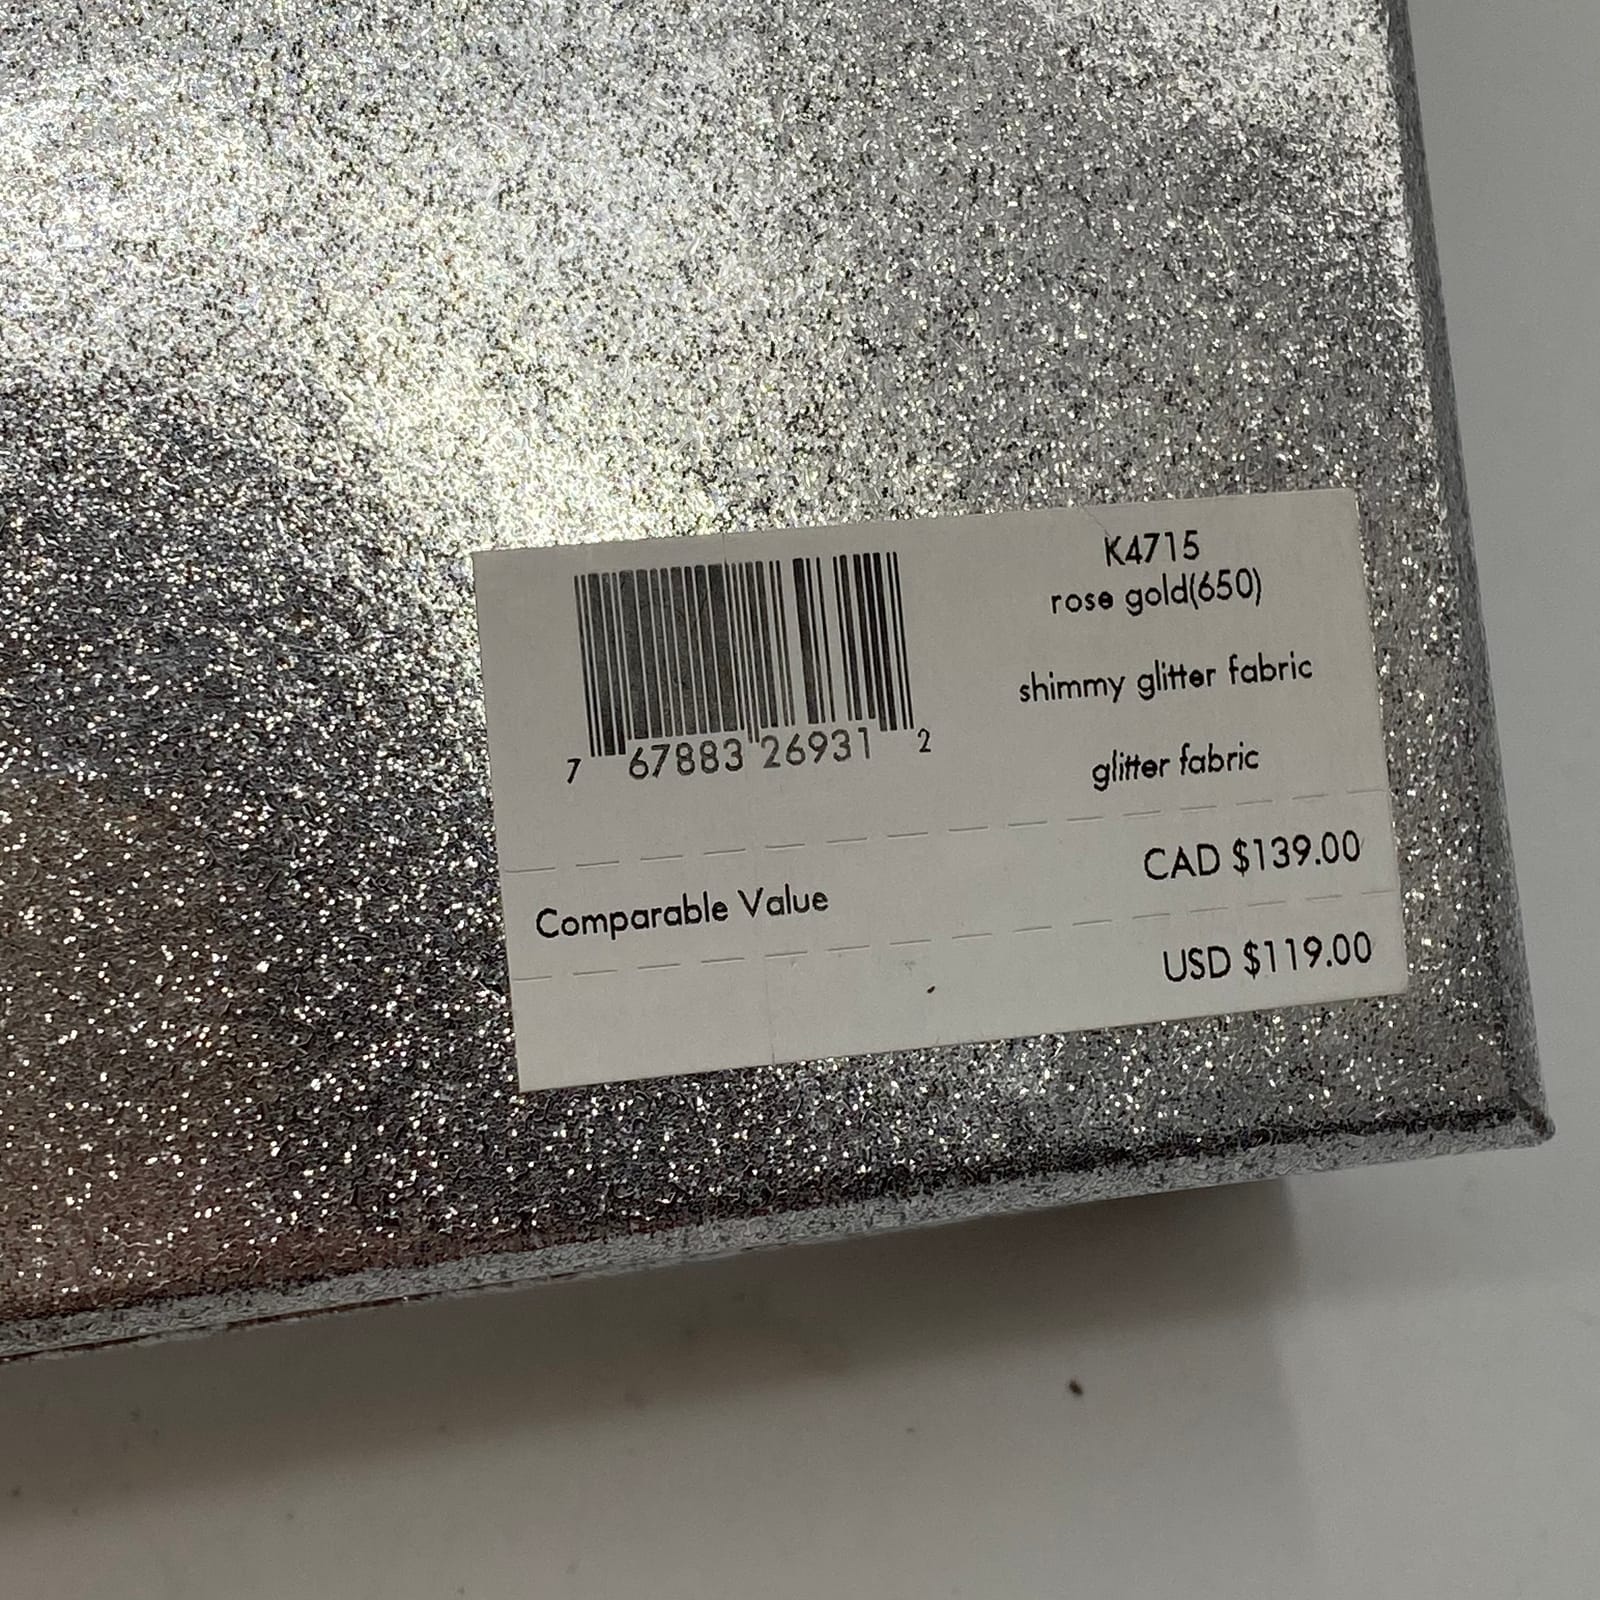 K4715
rose gold(650)
shimmy glitter fabric
glitter fabric
7 67883 26931 2
CAD $139.00
Comparable Value
USD $119.00